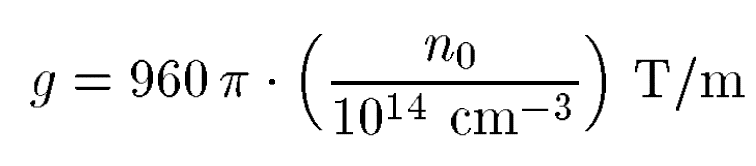 g = 960 π · (n₀ / 10¹⁴ cm⁻³) T/m